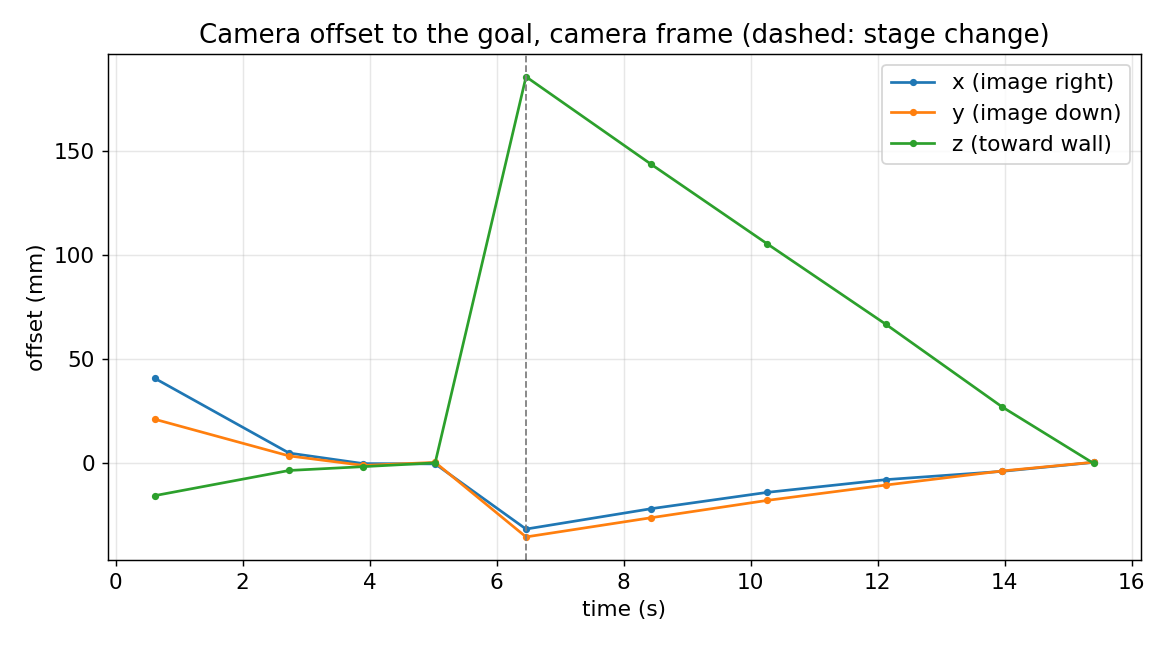 Camera offset to the goal, camera frame (dashed: stage change)
x (image right)
y (image down)
z (toward wall)
offset (mm)
150
100
50
0
0 2 4 6 8 10 12 14 16
time (s)